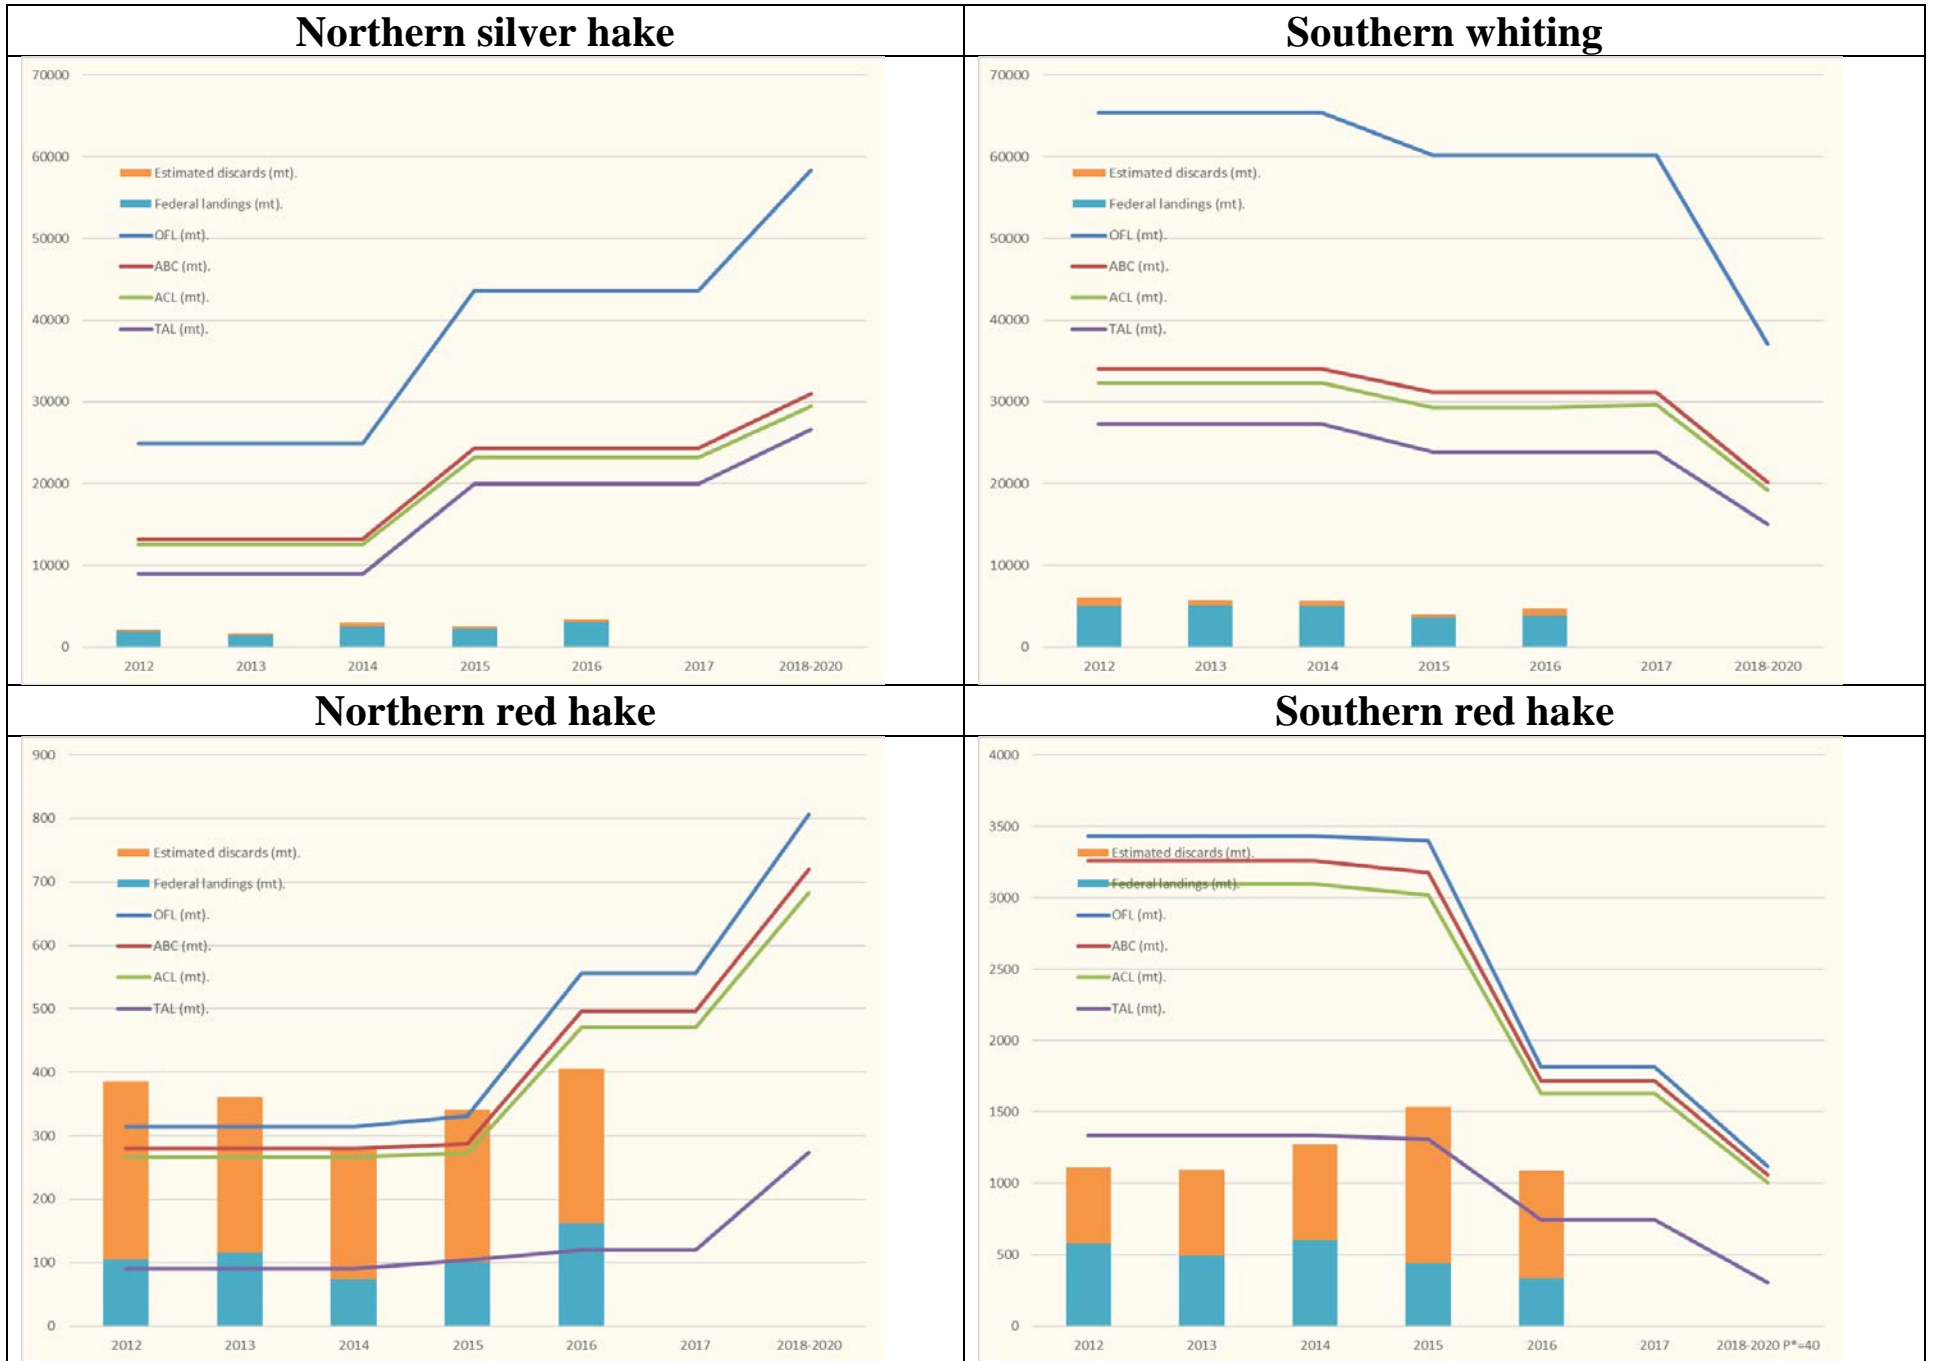 Northern silver hake
Southern whiting
70000
60000
50000
40000
30000
20000
10000
0
Estimated discards (mt).
Federal landings (mt).
OFL (mt).
ABC (mt).
ACL (mt).
TAL (mt).
2012 2013 2014 2015 2016 2017 2018-2020
70000
60000
50000
40000
30000
20000
10000
0
Estimated discards (mt).
Federal landings (mt).
OFL (mt).
ABC (mt).
ACL (mt).
TAL (mt).
2012 2013 2014 2015 2016 2017 2018-2020
Northern red hake
Southern red hake
900
800
700
600
500
400
300
200
100
0
Estimated discards (mt).
Federal landings (mt).
OFL (mt).
ABC (mt).
ACL (mt).
TAL (mt).
2012 2013 2014 2015 2016 2017 2018-2020
4000
3500
3000
2500
2000
1500
1000
500
0
Estimated discards (mt).
Federal landings (mt).
OFL (mt).
ABC (mt).
ACL (mt).
TAL (mt).
2012 2013 2014 2015 2016 2017 2018-2020 P*=40